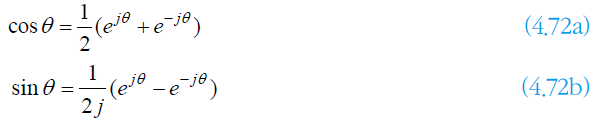 cos θ = 1/2 (e^{jθ} + e^{-jθ}) (4.72a)
sin θ = 1/2j (e^{jθ} − e^{-jθ}) (4.72b)